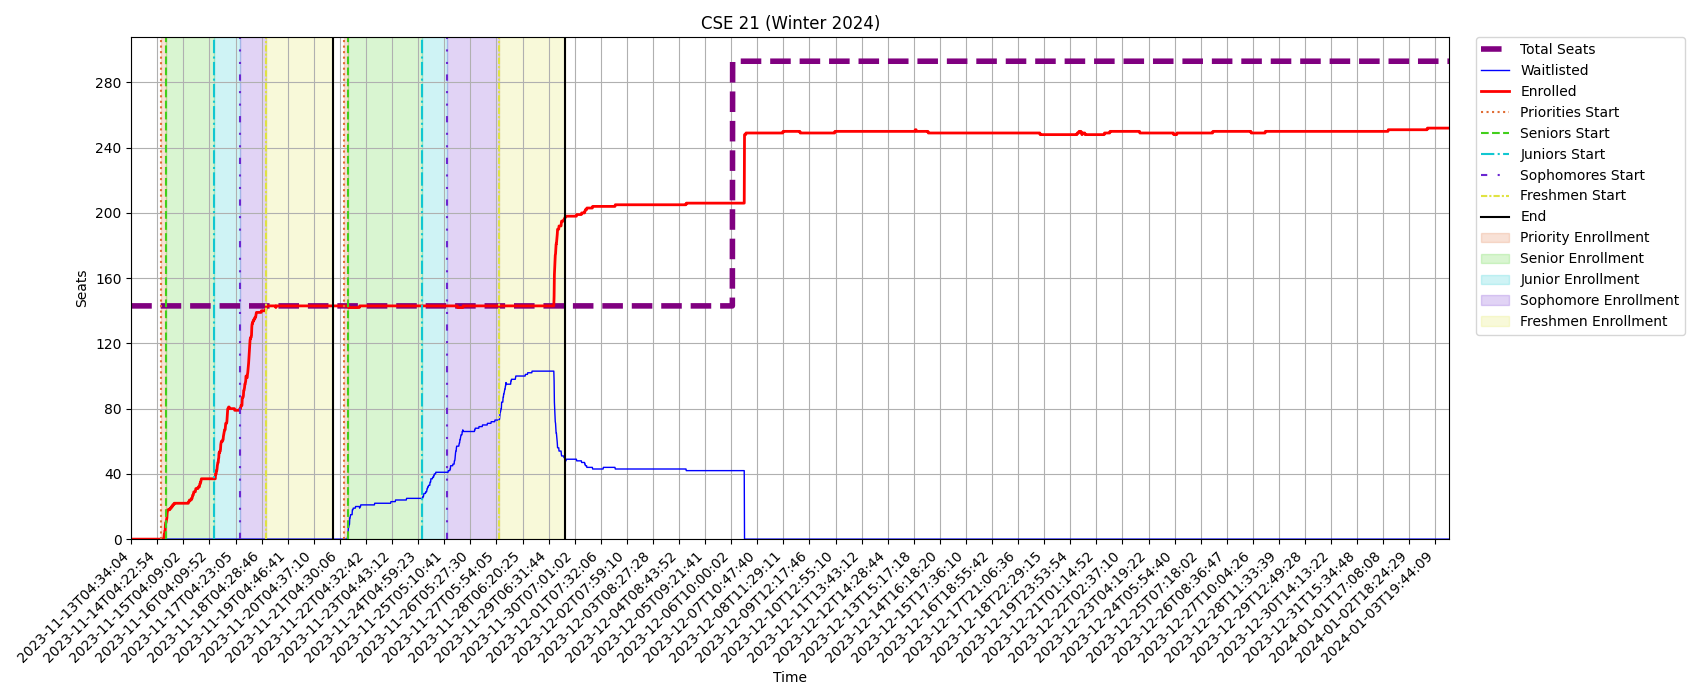 CSE 21 (Winter 2024)
Total Seats
Waitlisted
Enrolled
Priorities Start
Seniors Start
Juniors Start
Sophomores Start
Freshmen Start
End
Priority Enrollment
Senior Enrollment
Junior Enrollment
Sophomore Enrollment
Freshmen Enrollment
Seats
280
240
200
160
120
80
40
0
2023-11-13T04:34:04
2023-11-14T04:22:54
2023-11-15T04:09:02
2023-11-16T04:09:52
2023-11-17T04:23:05
2023-11-18T04:28:46
2023-11-19T04:46:41
2023-11-20T04:37:10
2023-11-21T04:30:06
2023-11-22T04:32:42
2023-11-23T04:43:12
2023-11-24T04:59:23
2023-11-25T05:10:41
2023-11-26T05:27:30
2023-11-27T05:54:05
2023-11-28T06:20:25
2023-11-29T06:31:44
2023-11-30T07:01:02
2023-12-01T07:32:06
2023-12-02T07:59:10
2023-12-03T08:27:28
2023-12-04T08:43:52
2023-12-05T09:21:41
2023-12-06T10:00:02
2023-12-07T10:47:40
2023-12-08T11:29:11
2023-12-09T12:17:46
2023-12-10T12:55:10
2023-12-11T13:43:12
2023-12-12T14:28:44
2023-12-13T15:17:18
2023-12-14T16:18:20
2023-12-15T17:36:10
2023-12-16T18:55:42
2023-12-17T21:06:36
2023-12-18T22:29:15
2023-12-19T23:53:54
2023-12-21T01:14:52
2023-12-22T02:37:10
2023-12-23T04:19:22
2023-12-24T05:54:40
2023-12-25T07:18:02
2023-12-26T08:36:47
2023-12-27T10:04:26
2023-12-28T11:33:39
2023-12-29T12:49:28
2023-12-30T14:13:22
2023-12-31T15:34:48
2024-01-01T17:08:08
2024-01-02T18:24:29
2024-01-03T19:44:09
Time